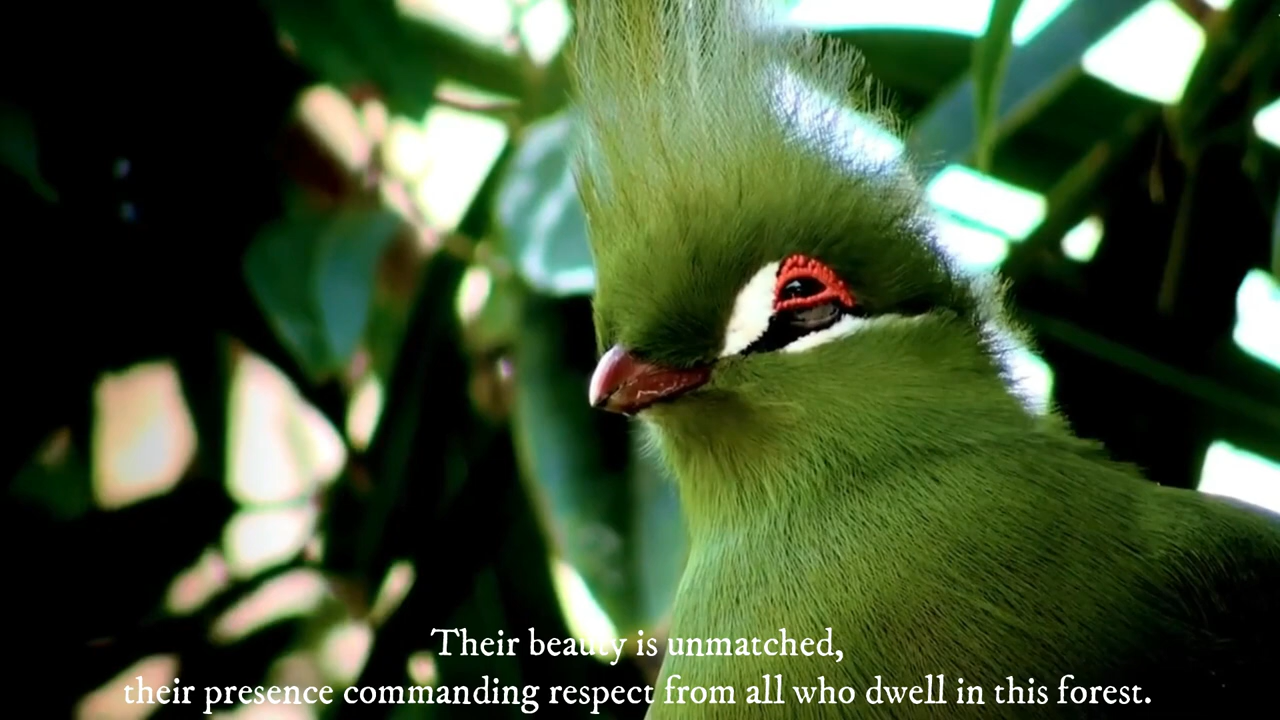 Their beauty is unmatched,
their presence commanding respect from all who dwell in this forest.